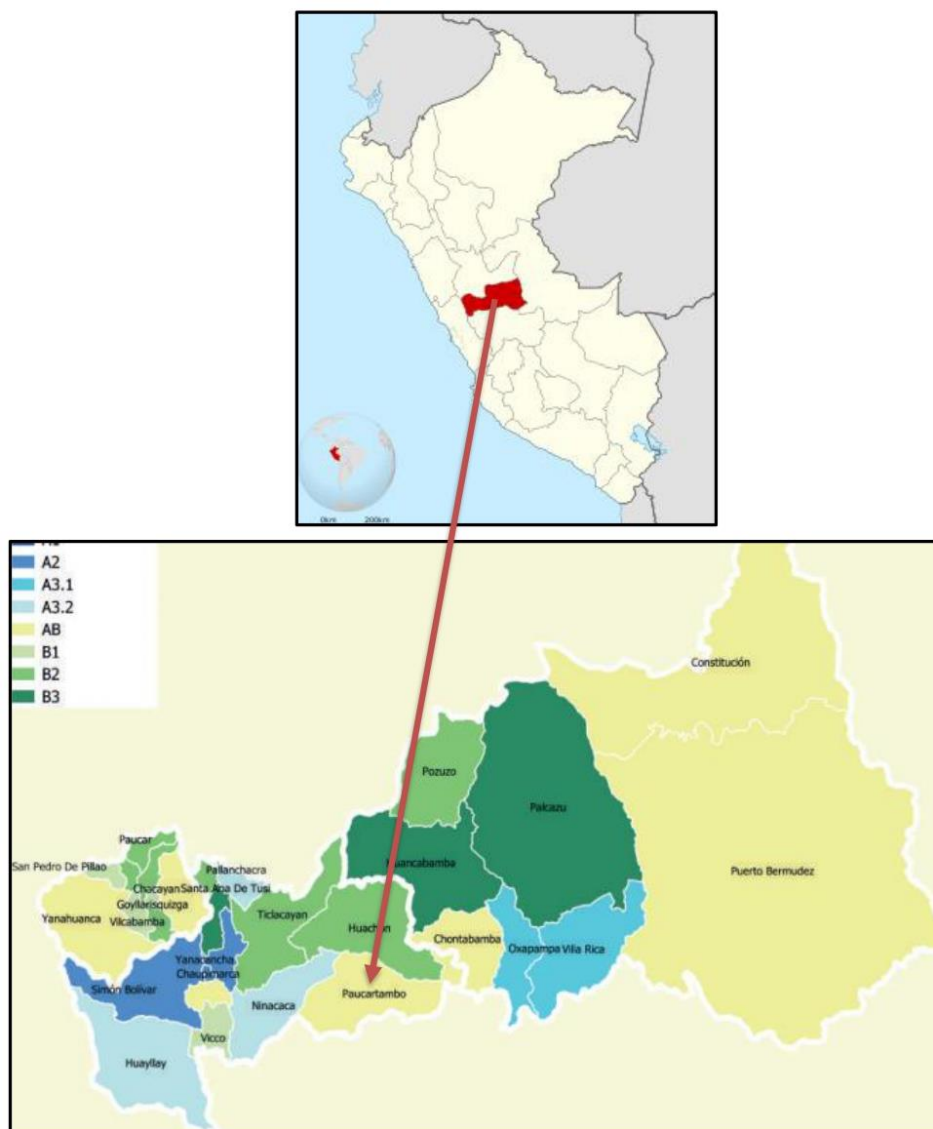 0km 200km
A2
A3.1
A3.2
AB
B1
B2
B3
Constitución
Pozuzo
Palcazu
Huancabamba
Puerto Bermudez
Paucar
San Pedro De Pillao
Pallanchacra
Chacayan
Santa Ana De Tusi
Goyllarisquizga
Yanahuanca
Vilcabamba
Ticlacayan
Huachon
Chontabamba
Oxapampa
Villa Rica
Yanacancha
Chaupimarca
Simón Bolívar
Ninacaca
Paucartambo
Vicco
Huayllay